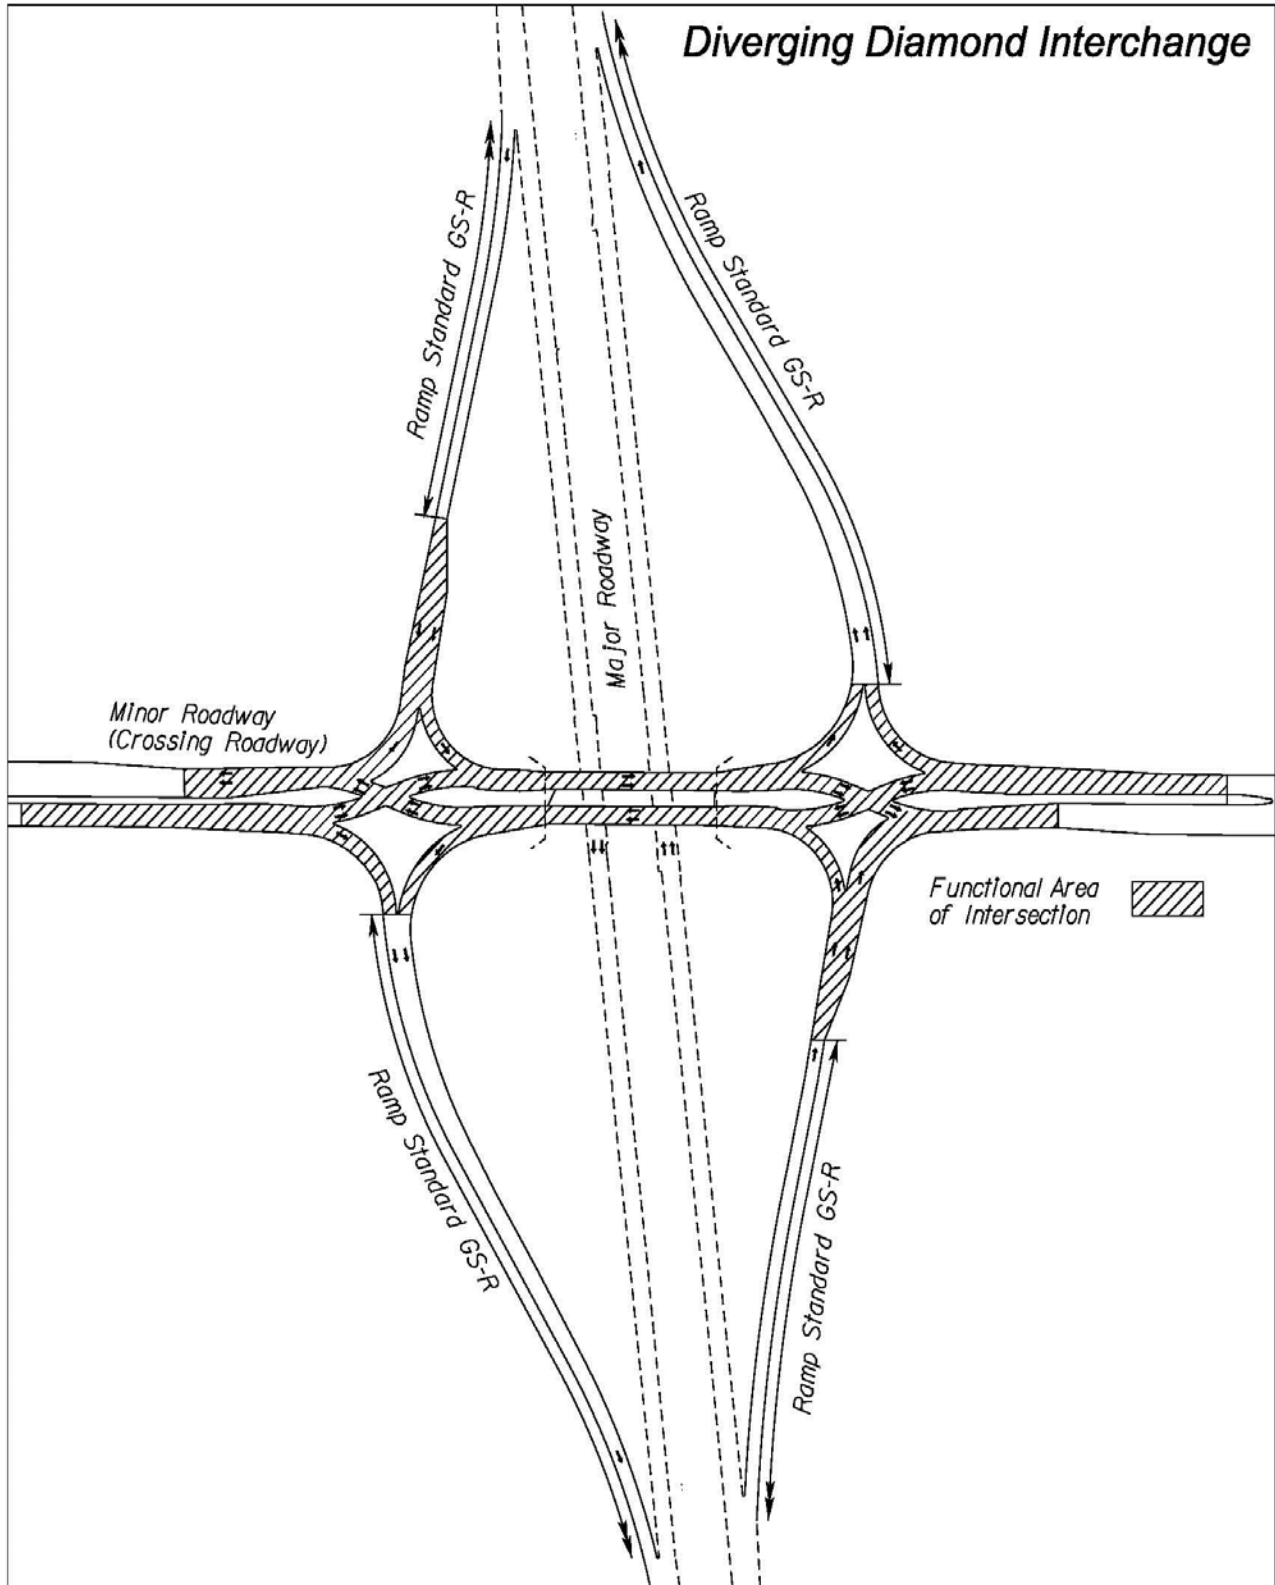 Diverging Diamond Interchange
Ramp Standard GS-R
Ramp Standard GS-R
Major Roadway
Minor Roadway
(Crossing Roadway)
Functional Area
of Intersection
Ramp Standard GS-R
Ramp Standard GS-R